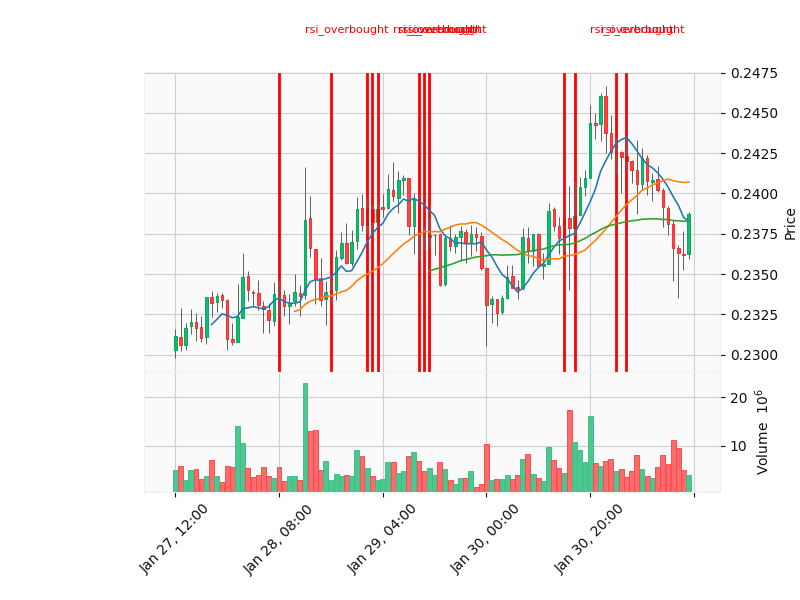 rsi_overbought
rsi_overbought
0.2475
0.2450
0.2425
0.2400
0.2375
0.2350
0.2325
0.2300
Price
20
10
Volume 10^6
Jan 27, 12:00
Jan 28, 08:00
Jan 29, 04:00
Jan 30, 00:00
Jan 30, 20:00